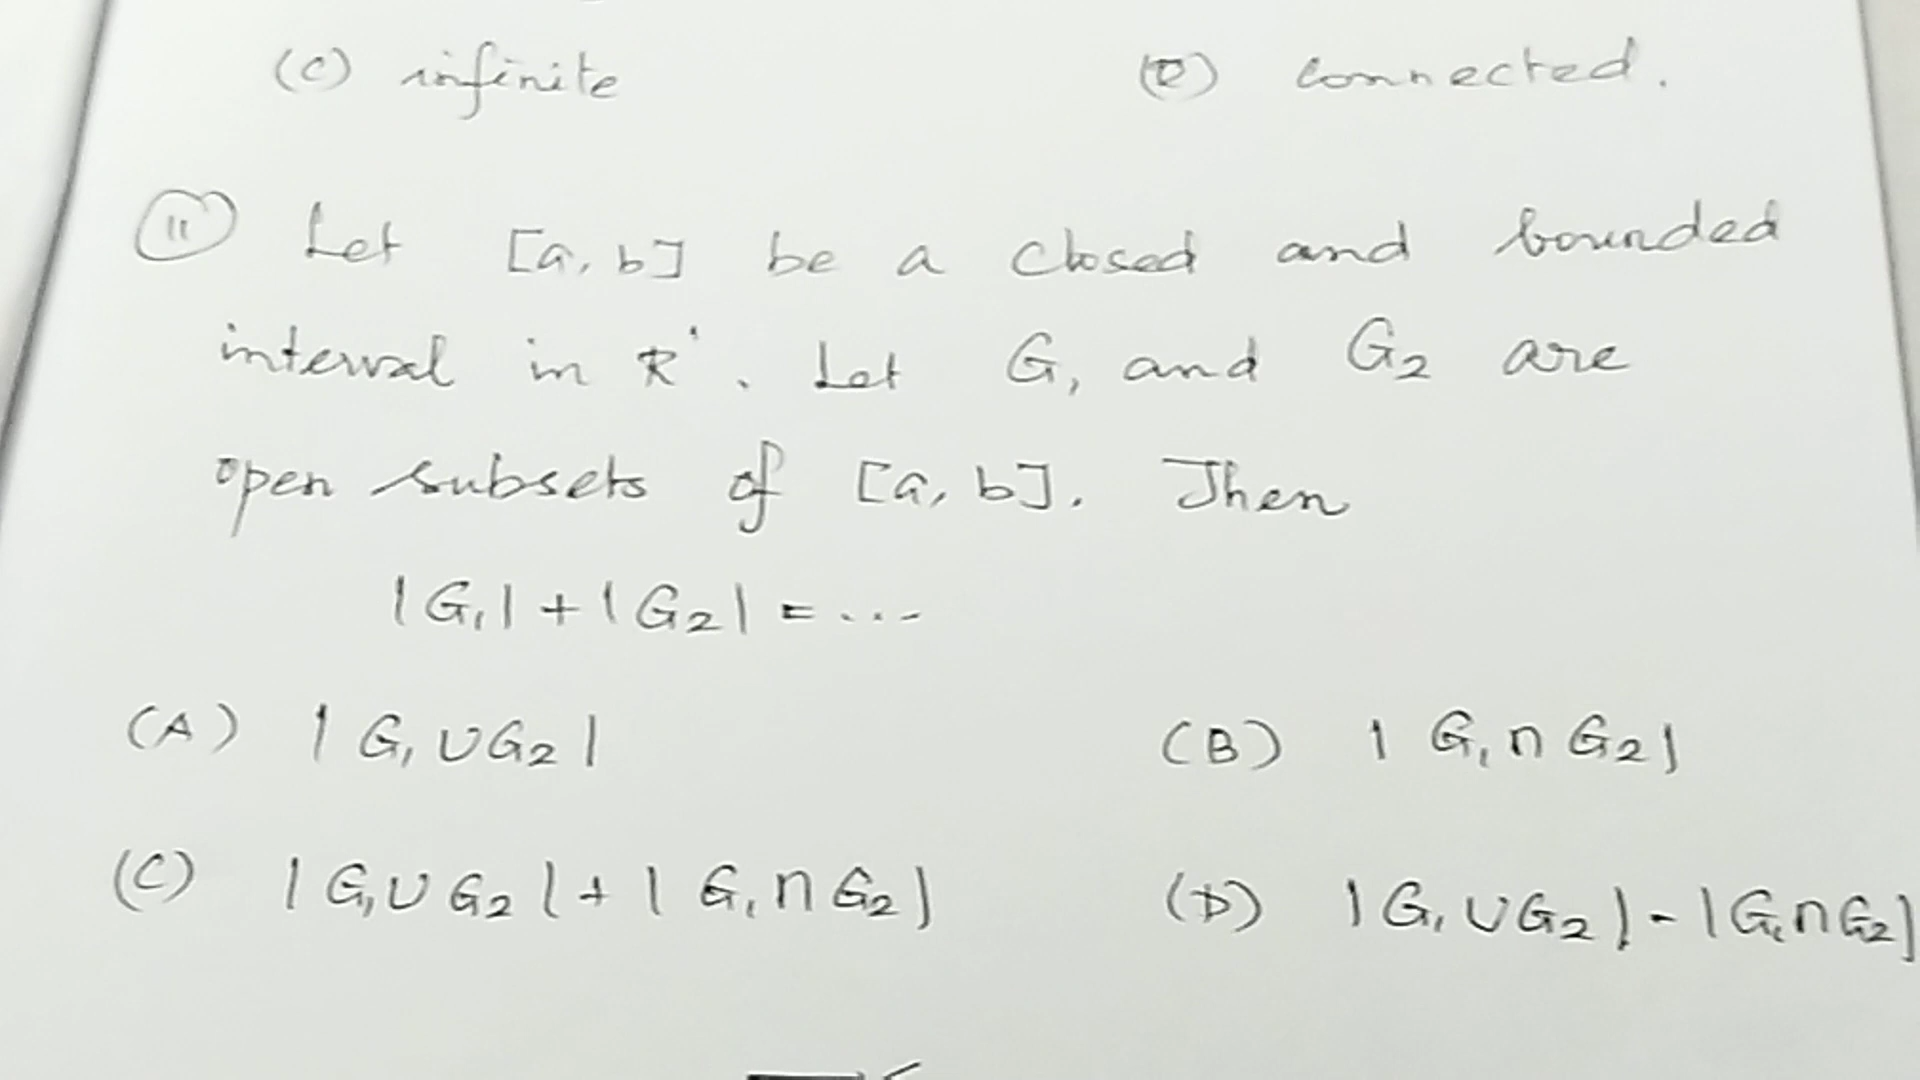 (C) infinite (D) connected.
(11) Let [a, b] be a closed and bounded
interval in R¹. Let G₁ and G₂ are
open subsets of [a, b]. Then
|G₁| + |G₂| = ...
(A) |G₁ ∪ G₂| (B) |G₁ ∩ G₂|
(C) |G₁ ∪ G₂| + |G₁ ∩ G₂| (D) |G₁ ∪ G₂| - |G₁ ∩ G₂|